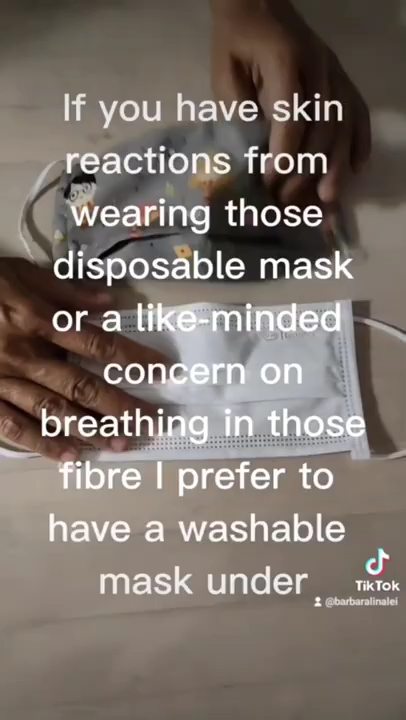 If you have skin
reactions from
wearing those
disposable mask
or a like-minded
concern on
breathing in those
fibre I prefer to
have a washable
mask under
TikTok
@barbaralinalei